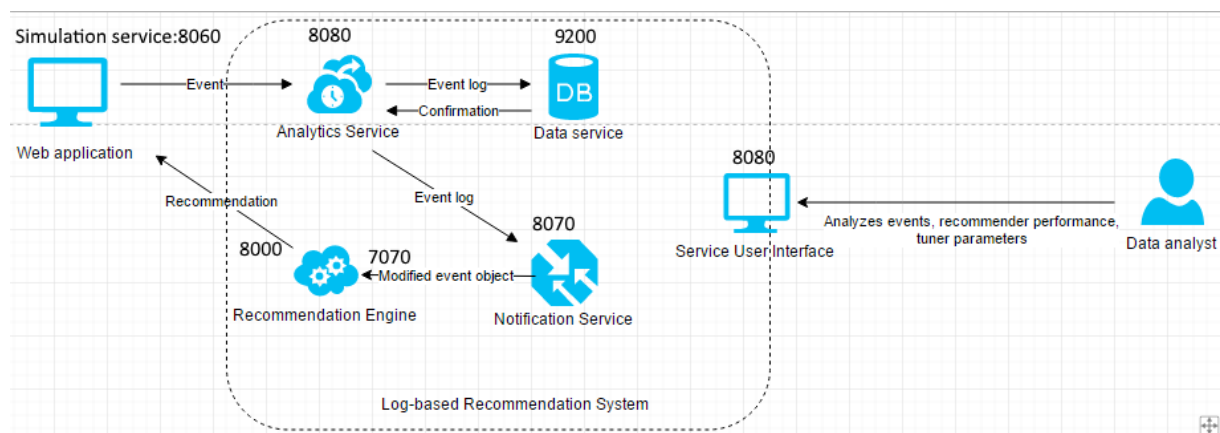 Simulation service:8060
8080
9200
Event
Event log
DB
Confirmation
Analytics Service
Data service
Web application
8080
Recommendation
Event log
Analyzes events, recommender performance,
tuner parameters
8070
Service User Interface
Data analyst
8000
7070
Modified event object
Recommendation Engine
Notification Service
Log-based Recommendation System